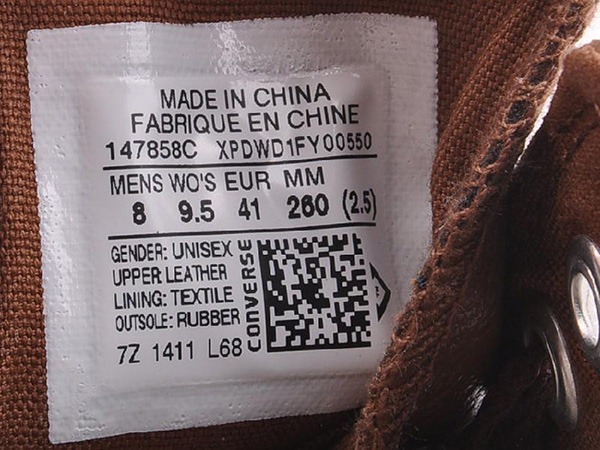 MADE IN CHINA
FABRIQUE EN CHINE
147858C XPDWD1FY00550
MENS WO'S EUR MM
8 9.5 41 260 (2.5)
GENDER: UNISEX
UPPER: LEATHER
LINING: TEXTILE
OUTSOLE: RUBBER
CONVERSE
7Z 1411 L68